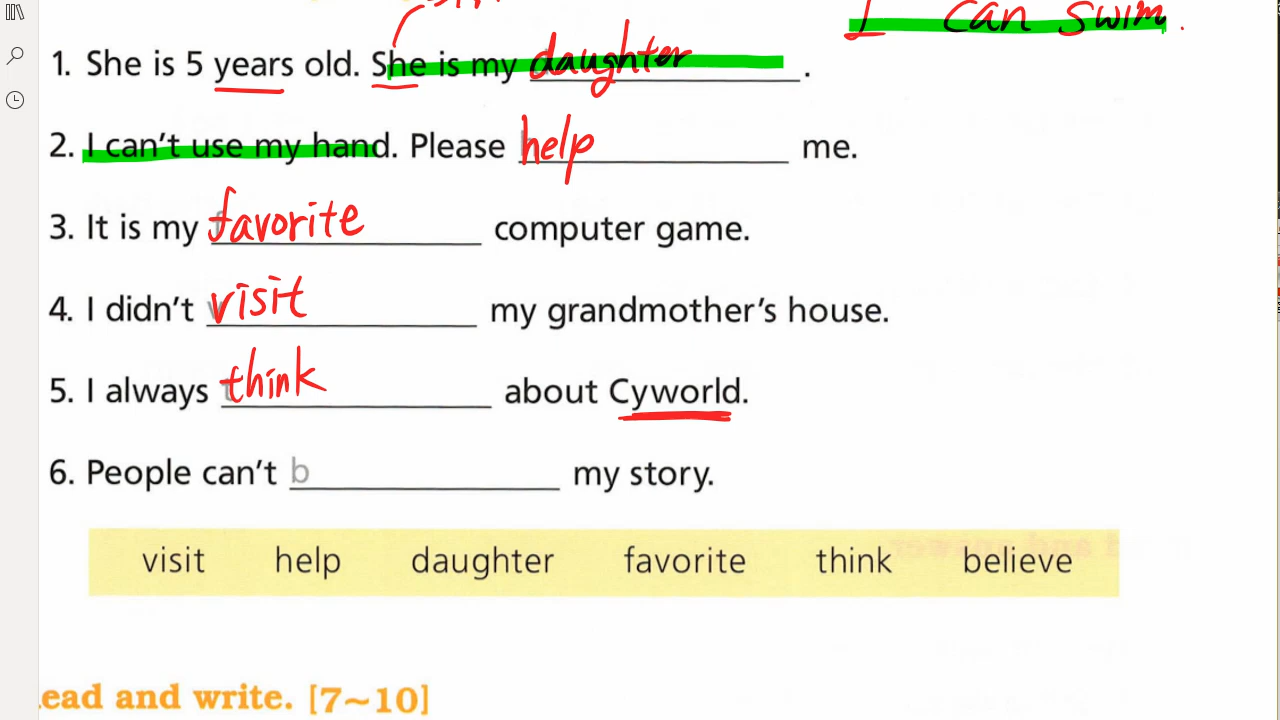 I can swim.
1. She is 5 years old. She is my daughter.
2. I can't use my hand. Please help me.
3. It is my favorite computer game.
4. I didn't visit my grandmother's house.
5. I always think about Cyworld.
6. People can't b my story.
visit help daughter favorite think believe
ead and write. [7~10]